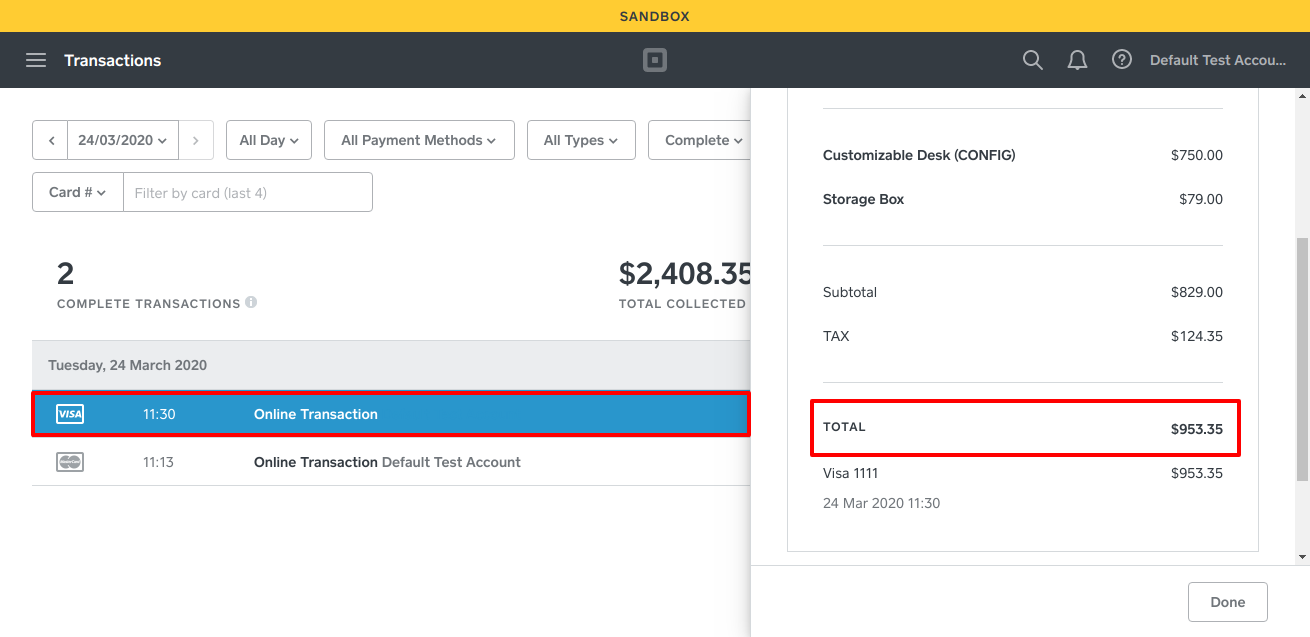 SANDBOX
Transactions
Default Test Accou...
24/03/2020
All Day
All Payment Methods
All Types
Complete
Card #
Filter by card (last 4)
2
$2,408.35
COMPLETE TRANSACTIONS
TOTAL COLLECTED
Tuesday, 24 March 2020
VISA 11:30 Online Transaction
11:13 Online Transaction Default Test Account
Customizable Desk (CONFIG) $750.00
Storage Box $79.00
Subtotal $829.00
TAX $124.35
TOTAL $953.35
Visa 1111 $953.35
24 Mar 2020 11:30
Done